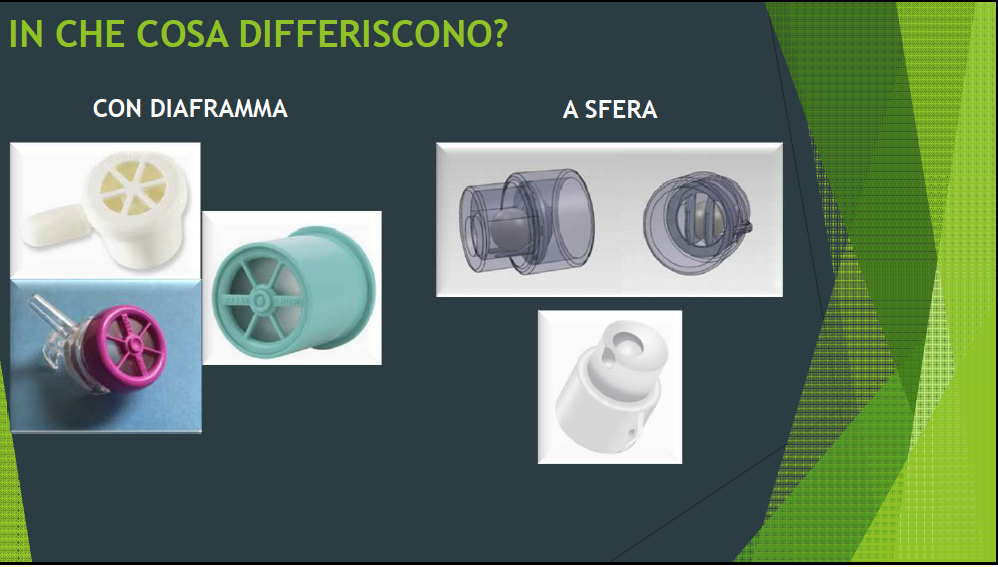 IN CHE COSA DIFFERISCONO?
CON DIAFRAMMA
A SFERA